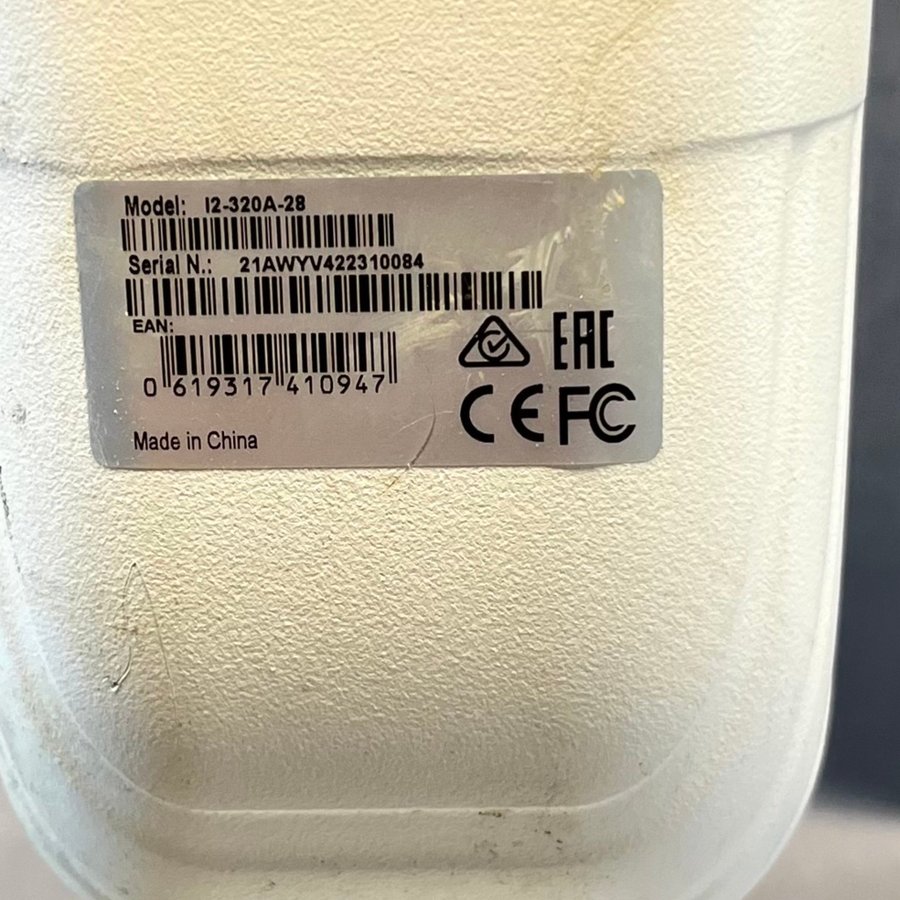 Model: I2-320A-28
Serial N.: 21AWYV422310084
EAN:
0 619317 410947
EAC
CE FC
Made in China